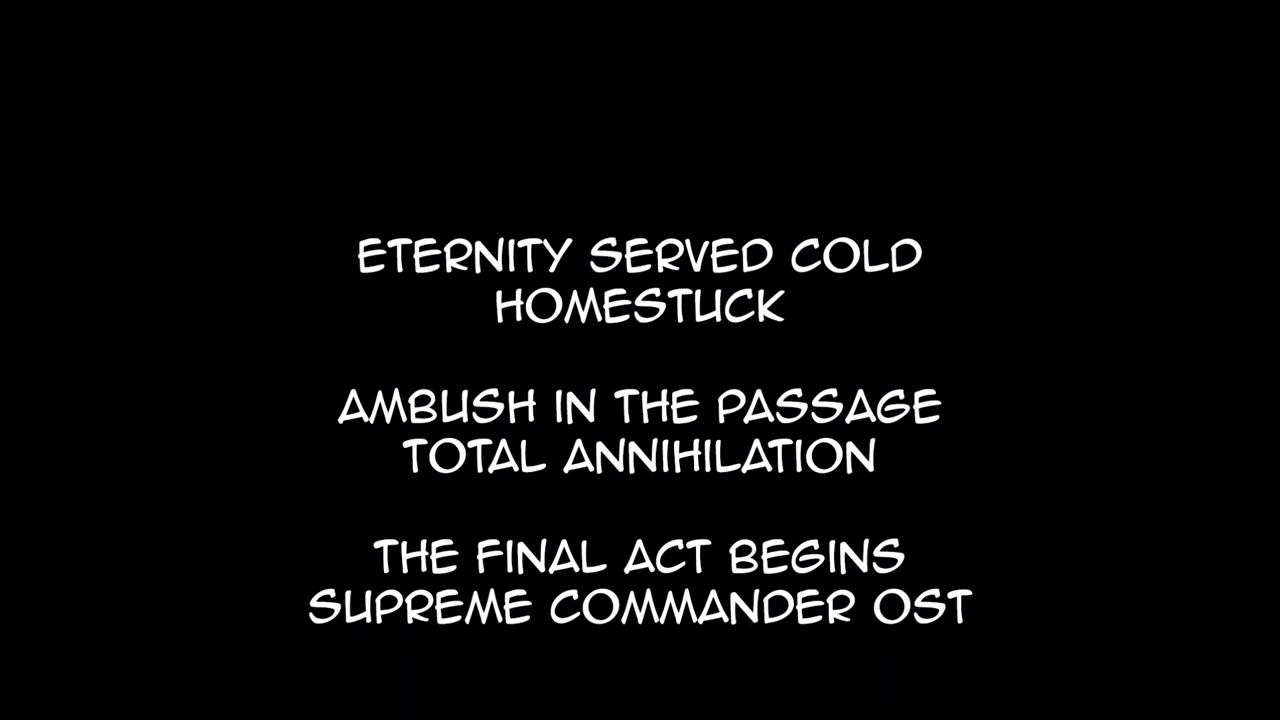 ETERNITY SERVED COLD
HOMESTUCK
AMBUSH IN THE PASSAGE
TOTAL ANNIHILATION
THE FINAL ACT BEGINS
SUPREME COMMANDER OST